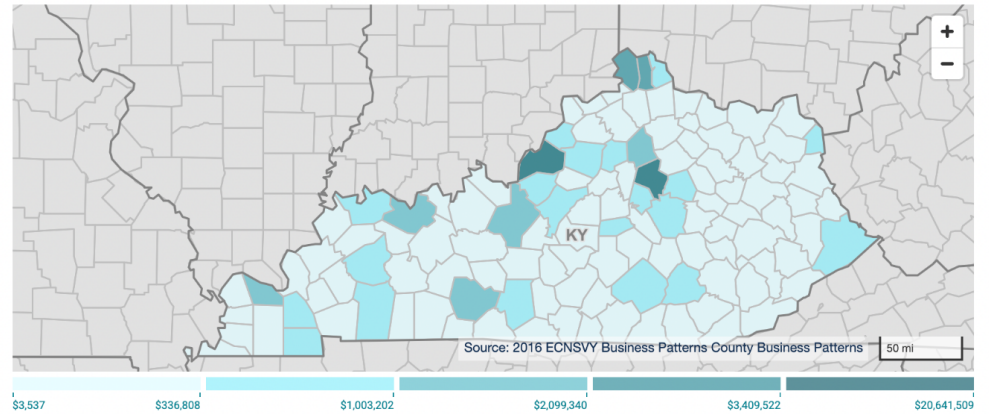 +
−
KY
Source: 2016 ECNSVY Business Patterns County Business Patterns
50 mi
$3,537 $336,808 $1,003,202 $2,099,340 $3,409,522 $20,641,509